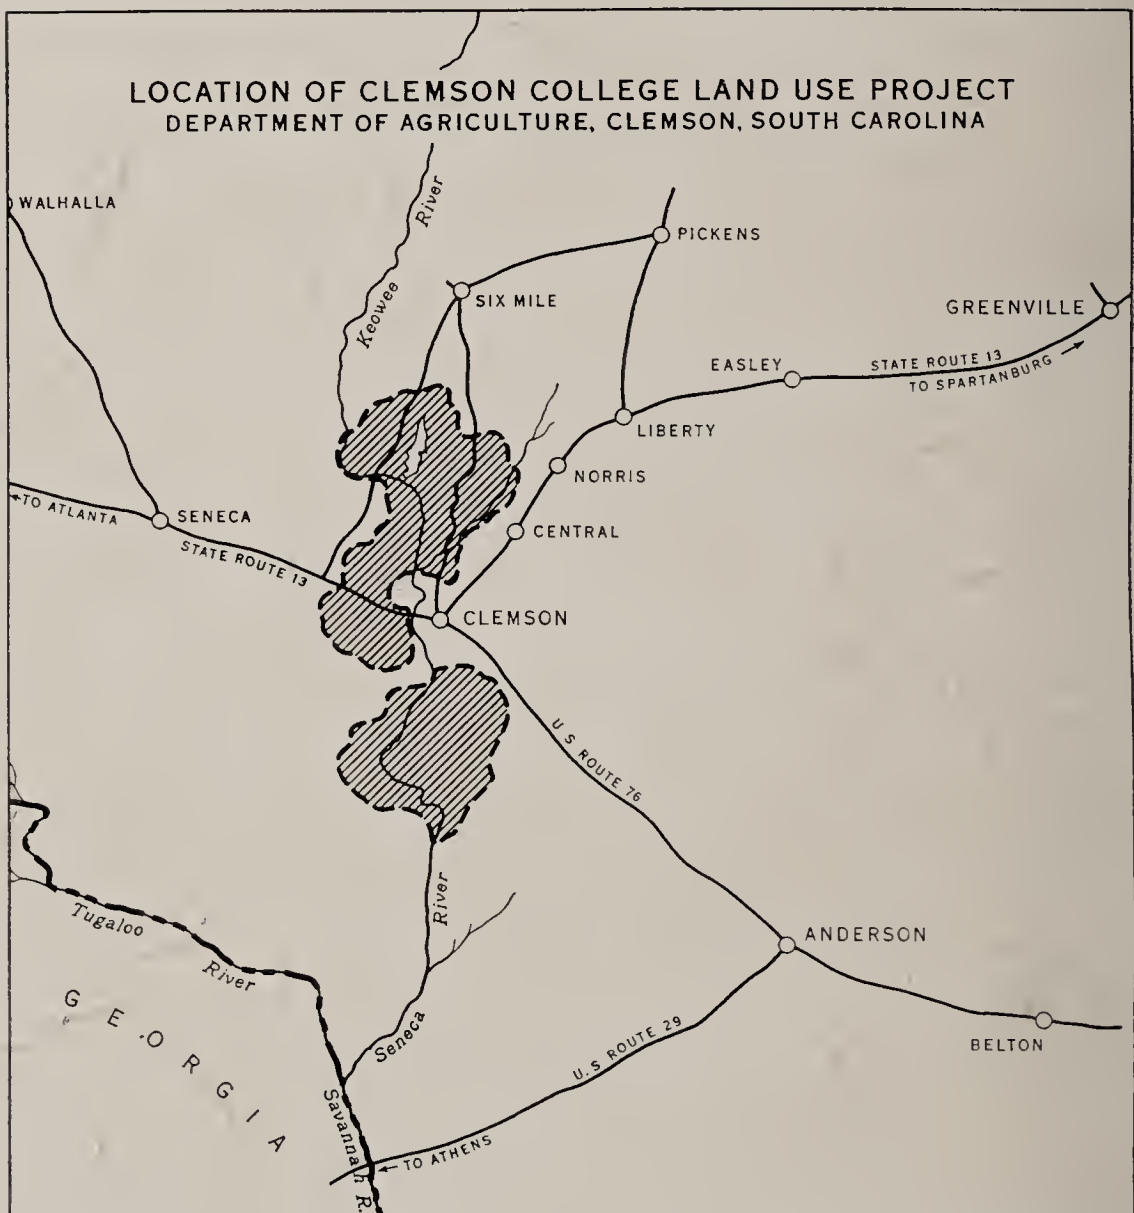 LOCATION OF CLEMSON COLLEGE LAND USE PROJECT
DEPARTMENT OF AGRICULTURE, CLEMSON, SOUTH CAROLINA
WALHALLA
Keowee River
PICKENS
SIX MILE
GREENVILLE
EASLEY
STATE ROUTE 13
TO SPARTANBURG
LIBERTY
NORRIS
TO ATLANTA
SENECA
STATE ROUTE 13
CENTRAL
CLEMSON
U S ROUTE 76
Tugaloo River
Seneca River
ANDERSON
GEORGIA
BELTON
U.S ROUTE 29
Savannah R.
TO ATHENS